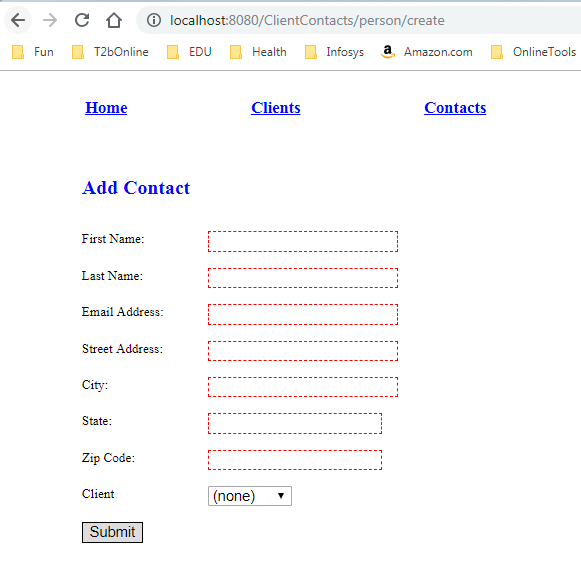 localhost:8080/ClientContacts/person/create
Fun T2bOnline EDU Health Infosys Amazon.com OnlineTools
Home Clients Contacts
Add Contact
First Name:
Last Name:
Email Address:
Street Address:
City:
State:
Zip Code:
Client (none)
Submit